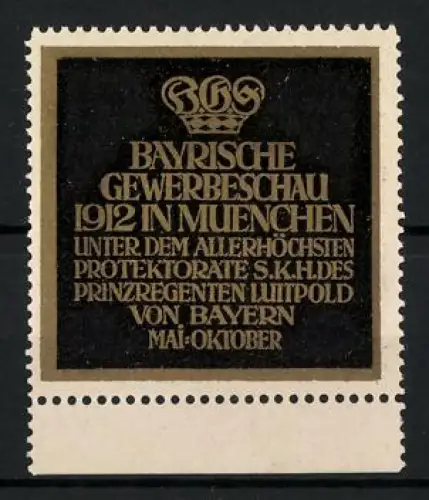 BGS
BAYRISCHE
GEWERBESCHAU
1912 IN MUENCHEN
UNTER DEM ALLERHÖCHSTEN
PROTEKTORATE S.K.H. DES
PRINZREGENTEN LUITPOLD
VON BAYERN
MAI-OKTOBER